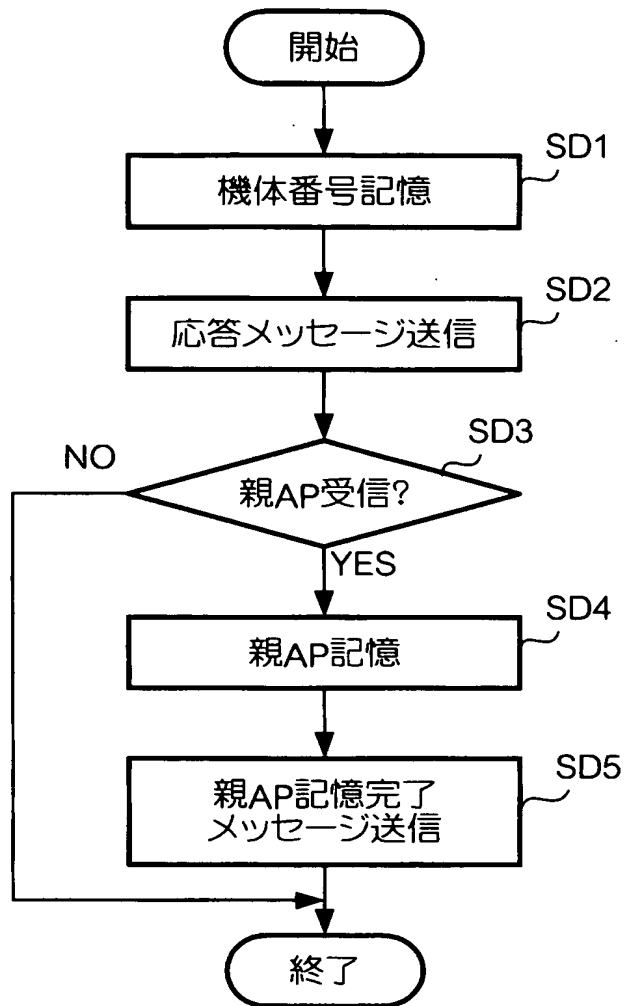 開始
SD1
機体番号記憶
SD2
応答メッセージ送信
SD3
NO
親AP受信?
YES
SD4
親AP記憶
SD5
親AP記憶完了
メッセージ送信
終了